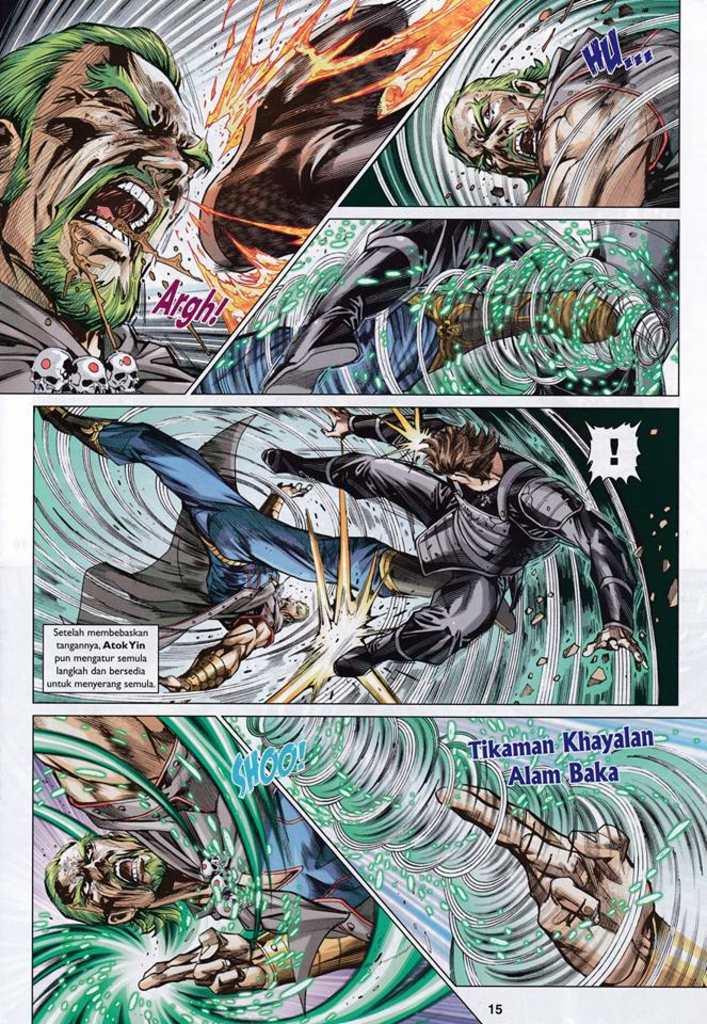 HU...
Argh!
!
Setelah membebaskan
tangannya, Atok Yin
pun mengatur semula
langkah dan bersedia
untuk menyerang semula.
SHOO!
Tikaman Khayalan
Alam Baka
15